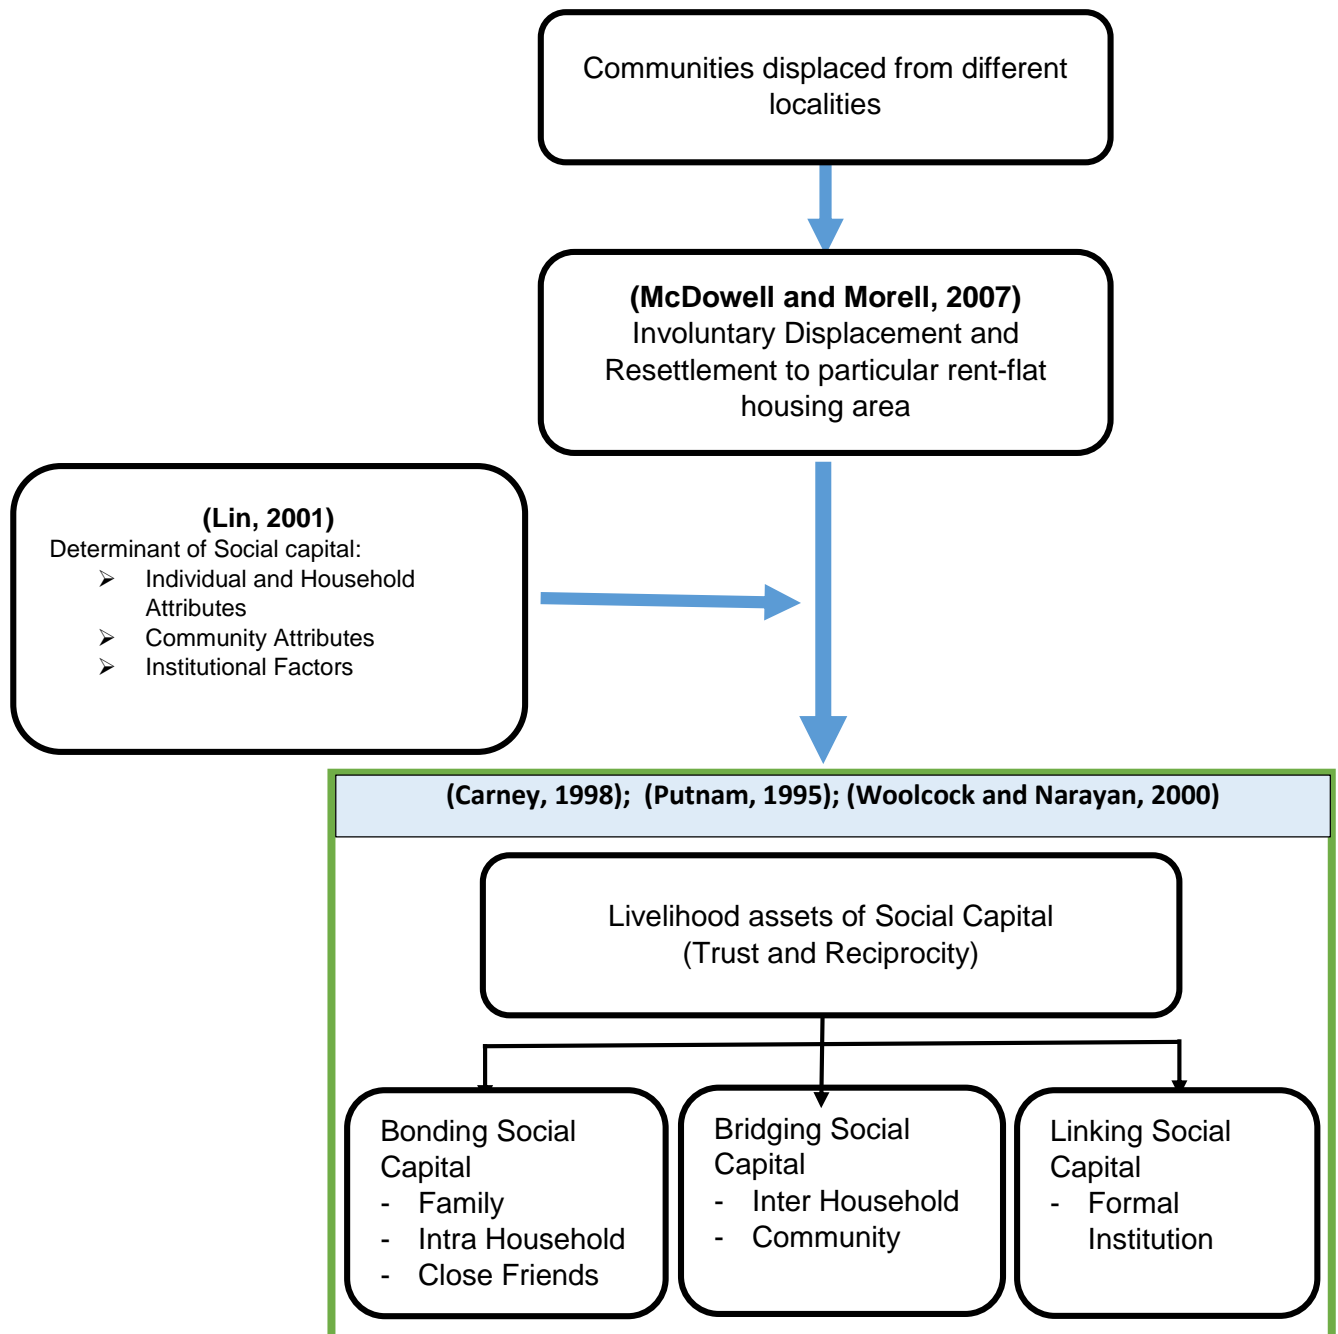 Communities displaced from different
localities
(McDowell and Morell, 2007)
Involuntary Displacement and
Resettlement to particular rent-flat
housing area
(Lin, 2001)
Determinant of Social capital:
➢ Individual and Household
Attributes
➢ Community Attributes
➢ Institutional Factors
(Carney, 1998); (Putnam, 1995); (Woolcock and Narayan, 2000)
Livelihood assets of Social Capital
(Trust and Reciprocity)
Bonding Social
Capital
- Family
- Intra Household
- Close Friends
Bridging Social
Capital
- Inter Household
- Community
Linking Social
Capital
- Formal
Institution